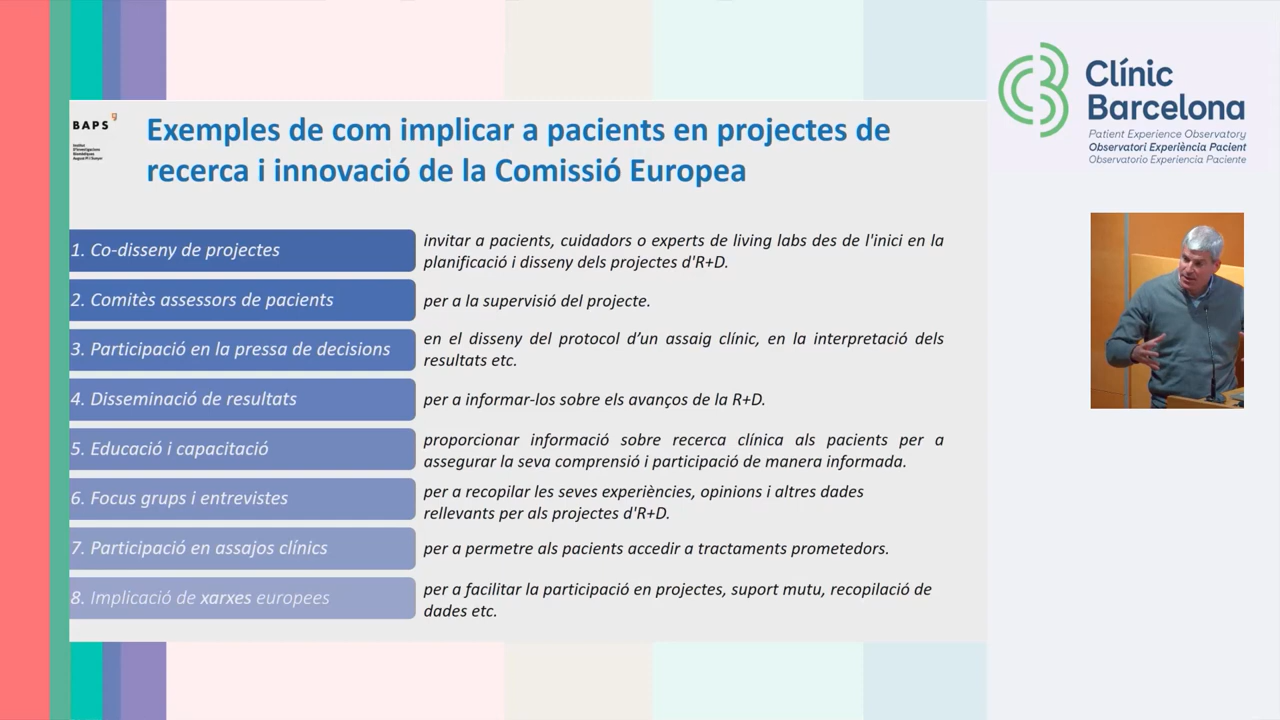 BAPS
Institut
d'Investigacions
Biomèdiques
August Pi i Sunyer
Exemples de com implicar a pacients en projectes de
recerca i innovació de la Comissió Europea
1. Co-disseny de projectes
invitar a pacients, cuidadors o experts de living labs des de l'inici en la
planificació i disseny dels projectes d'R+D.
2. Comitès assessors de pacients
per a la supervisió del projecte.
3. Participació en la pressa de decisions
en el disseny del protocol d’un assaig clínic, en la interpretació dels
resultats etc.
4. Disseminació de resultats
per a informar-los sobre els avanços de la R+D.
5. Educació i capacitació
proporcionar informació sobre recerca clínica als pacients per a
assegurar la seva comprensió i participació de manera informada.
6. Focus grups i entrevistes
per a recopilar les seves experiències, opinions i altres dades
rellevants per als projectes d'R+D.
7. Participació en assajos clínics
per a permetre als pacients accedir a tractaments prometedors.
8. Implicació de xarxes europees
per a facilitar la participació en projectes, suport mutu, recopilació de
dades etc.
Clínic
Barcelona
Patient Experience Observatory
Observatori Experiència Pacient
Observatorio Experiencia Paciente